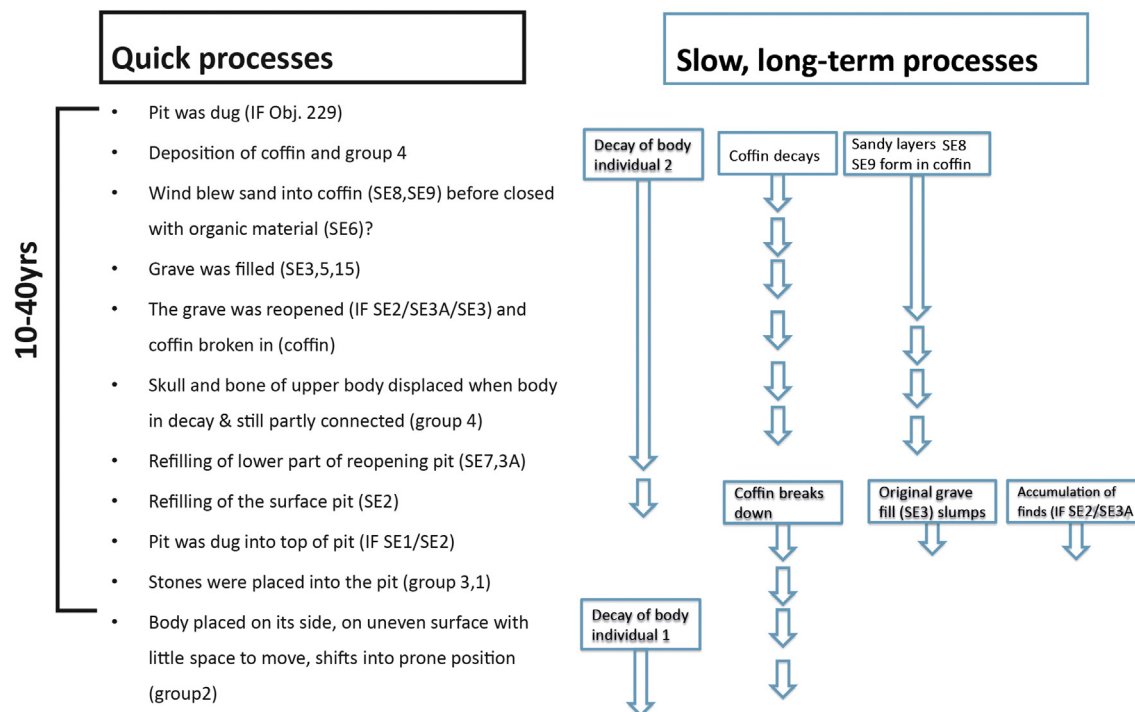 Quick processes
Slow, long-term processes
10-40yrs
• Pit was dug (IF Obj. 229)
• Deposition of coffin and group 4
• Wind blew sand into coffin (SE8,SE9) before closed
with organic material (SE6)?
• Grave was filled (SE3,5,15)
• The grave was reopened (IF SE2/SE3A/SE3) and
coffin broken in (coffin)
• Skull and bone of upper body displaced when body
in decay & still partly connected (group 4)
• Refilling of lower part of reopening pit (SE7,3A)
• Refilling of the surface pit (SE2)
• Pit was dug into top of pit (IF SE1/SE2)
• Stones were placed into the pit (group 3,1)
• Body placed on its side, on uneven surface with
little space to move, shifts into prone position
(group2)
Decay of body
individual 2
Coffin decays
Sandy layers SE8
SE9 form in coffin
Coffin breaks
down
Original grave
fill (SE3) slumps
Accumulation of
finds (IF SE2/SE3A
Decay of body
individual 1